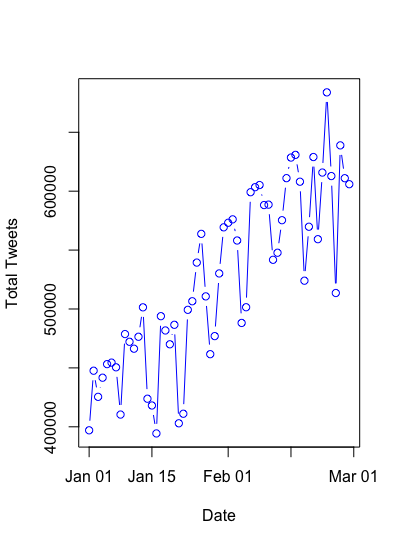 Total Tweets
600000
500000
400000
Jan 01 Jan 15 Feb 01 Mar 01
Date